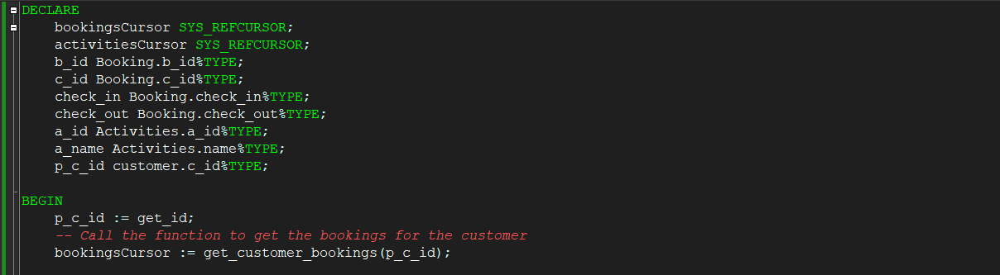 DECLARE
bookingsCursor SYS_REFCURSOR;
activitiesCursor SYS_REFCURSOR;
b_id Booking.b_id%TYPE;
c_id Booking.c_id%TYPE;
check_in Booking.check_in%TYPE;
check_out Booking.check_out%TYPE;
a_id Activities.a_id%TYPE;
a_name Activities.name%TYPE;
p_c_id customer.c_id%TYPE;
BEGIN
p_c_id := get_id;
-- Call the function to get the bookings for the customer
bookingsCursor := get_customer_bookings(p_c_id);